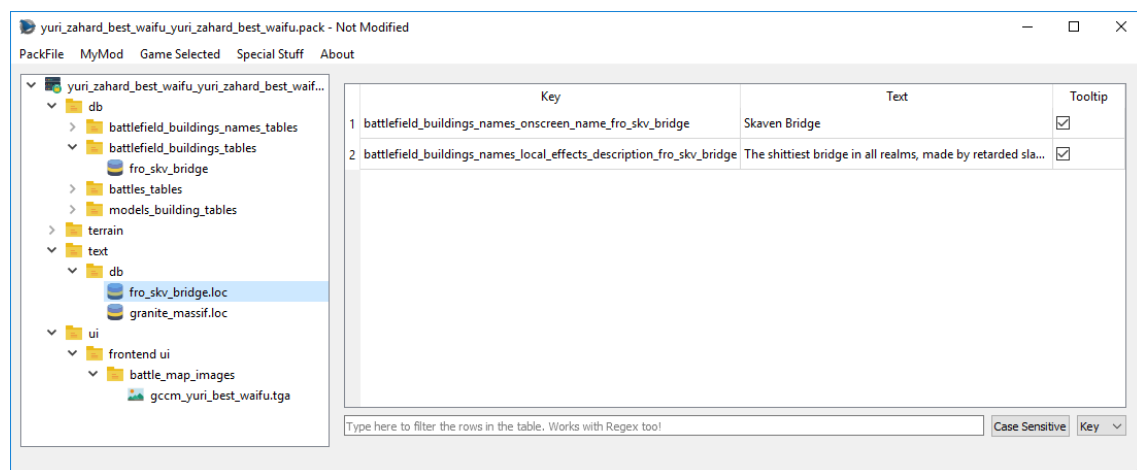 yuri_zahard_best_waifu_yuri_zahard_best_waifu.pack - Not Modified
PackFile MyMod Game Selected Special Stuff About
yuri_zahard_best_waifu_yuri_zahard_best_waif...
db
battlefield_buildings_names_tables
battlefield_buildings_tables
fro_skv_bridge
battles_tables
models_building_tables
terrain
text
db
fro_skv_bridge.loc
granite_massif.loc
ui
frontend ui
battle_map_images
gccm_yuri_best_waifu.tga
Key Text Tooltip
1 battlefield_buildings_names_onscreen_name_fro_skv_bridge Skaven Bridge
2 battlefield_buildings_names_local_effects_description_fro_skv_bridge The shittiest bridge in all realms, made by retarded sla...
Type here to filter the rows in the table. Works with Regex too! Case Sensitive Key